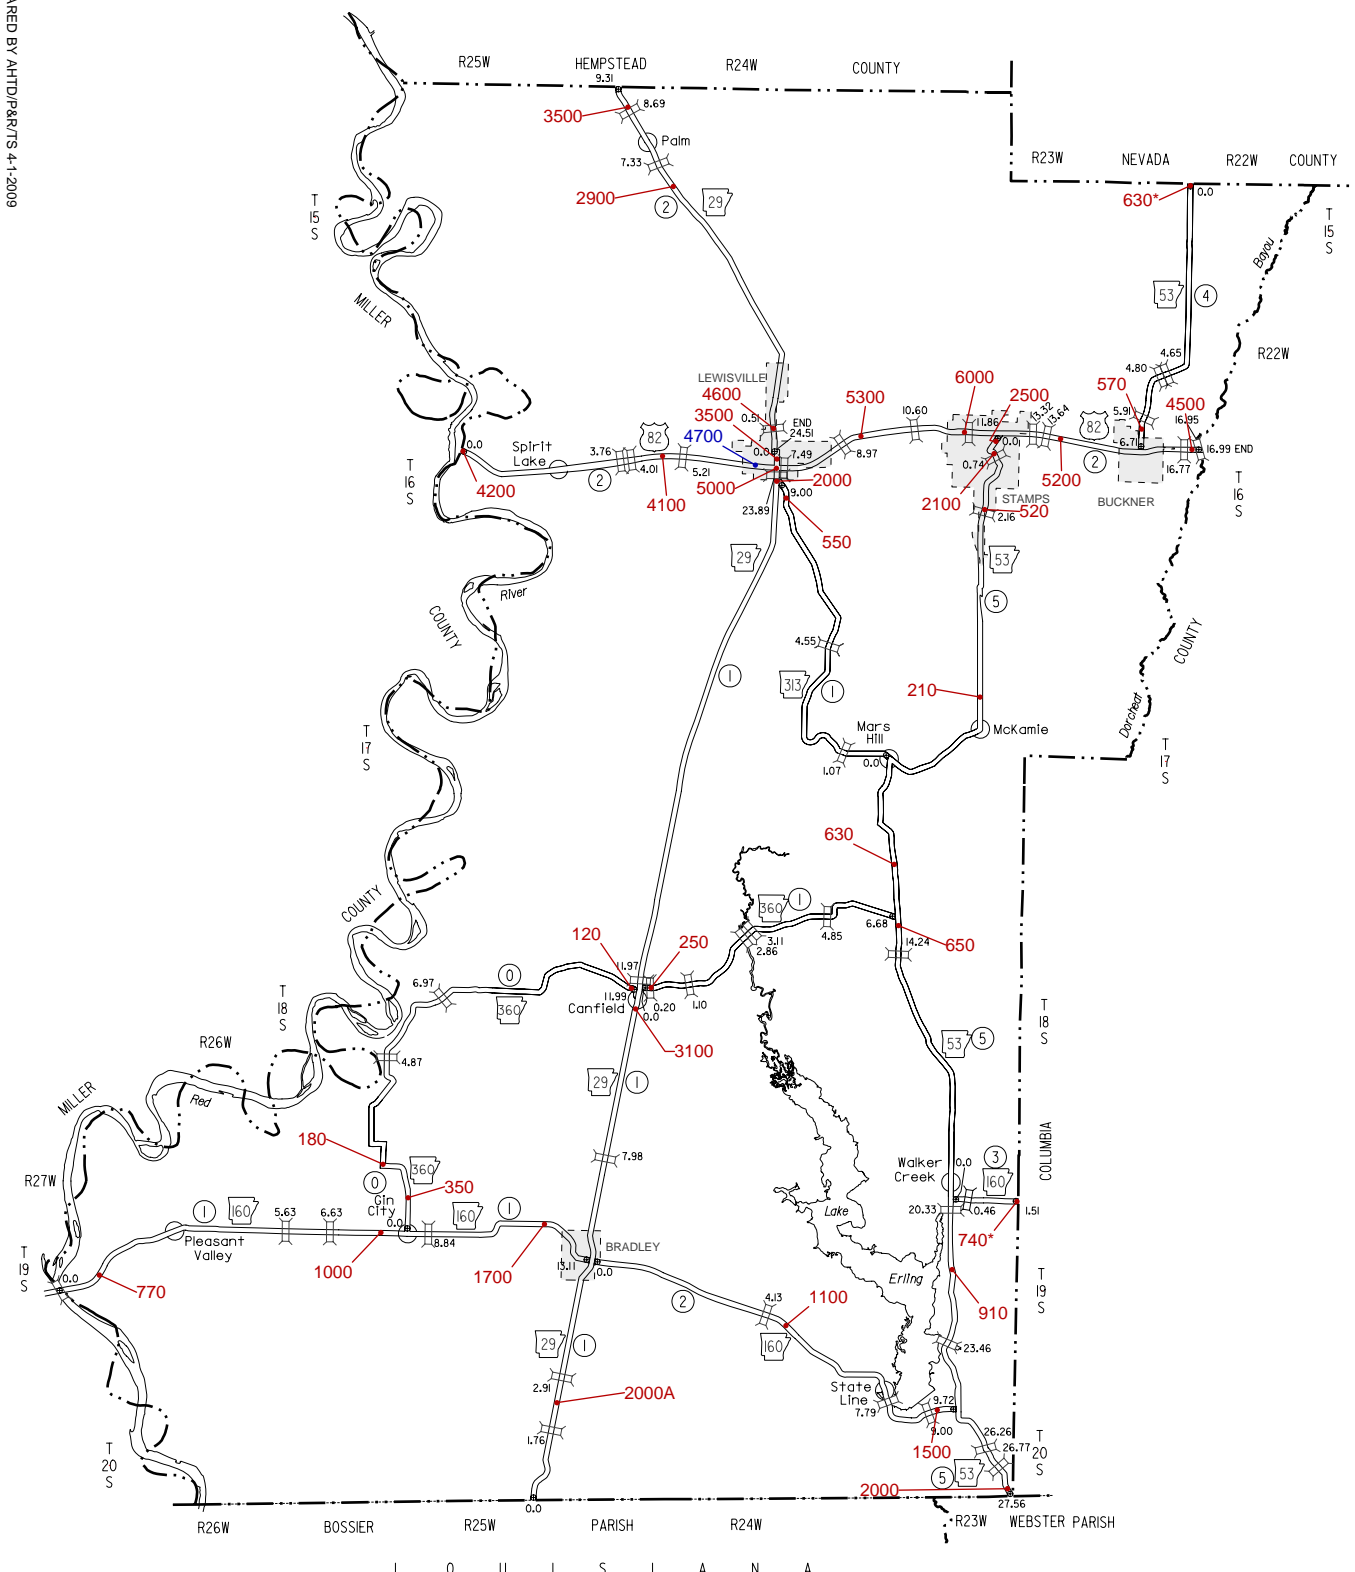 ARED BY AHTD/P&R/TS 4-1-2009
R25W
HEMPSTEAD
R24W
COUNTY
9.31
8.69
3500
Palm
7.33
2900
2
29
R23W
NEVADA
R22W
COUNTY
630*
0.0
T
15
S
T
15
S
Bayou
MILLER
53
4
R22W
4.65
4.80
LEWISVILLE
4600
3500
4700
0.51
END
24.51
0.0
7.49
5300
8.97
10.60
6000
11.86
2500
0.0
13.32
13.64
82
570
5.91
6.71
4500
16.95
16.99 END
16.77
0.0
Spirit
Lake
3.76
82
4.01
5.21
2
4200
4100
5000
2000
9.00
23.89
550
0.74
2100
STAMPS
520
2.16
5200
2
BUCKNER
T
16
S
T
16
S
29
53
5
River
COUNTY
4.55
313
1
1
210
McKamie
Mars
Hill
0.0
1.07
COUNTY
Dorcheat
T
17
S
T
17
S
630
COUNTY
360
1
3.11
2.86
4.85
6.68
650
14.24
120
250
11.97
11.99
Canfield
0.20
0.0
1.10
3100
0
360
6.97
4.87
T
18
S
T
18
S
R26W
MILLER
Red
29
1
53
5
7.98
180
360
0
350
Gin
City
0.0
R27W
1
160
5.63
6.63
160
1
8.84
Pleasant
Valley
1000
1700
13.11
0.0
BRADLEY
Walker
Creek
0.0
3
160
20.33
0.46
1.51
740*
COLUMBIA
Lake
Erling
T
19
S
0.0
770
T
19
S
2
4.13
1100
160
910
23.46
29
1
2.91
2000A
1.76
State
Line
7.79
9.72
9.00
1500
26.26
26.77
5
53
2000
27.56
T
20
S
T
20
S
0.0
R26W
BOSSIER
R25W
PARISH
R24W
R23W
WEBSTER PARISH
L O U I S I A N A